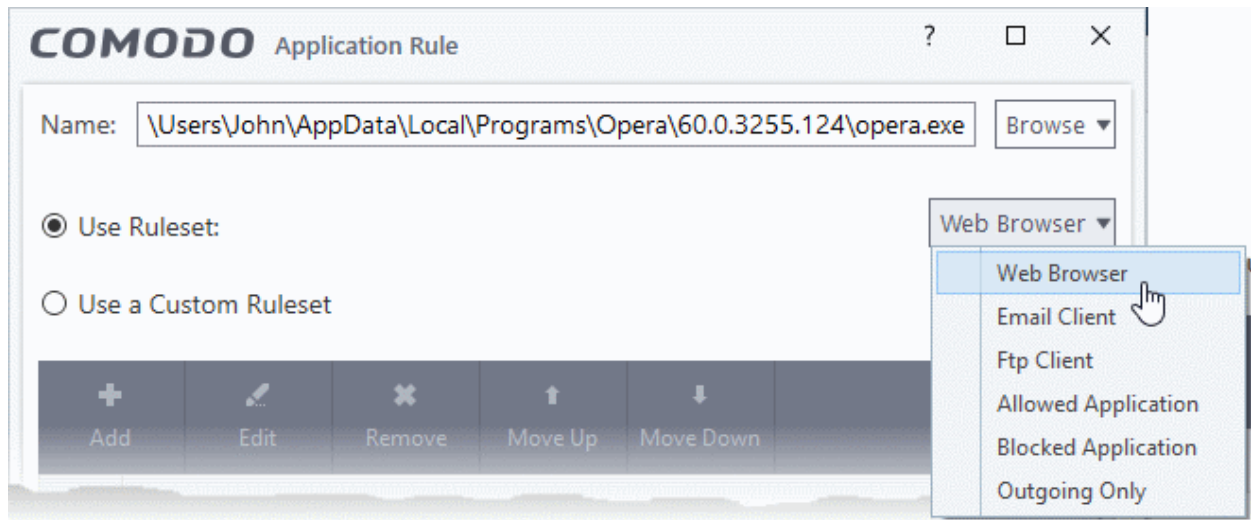 COMODO Application Rule ?
Name: \Users\John\AppData\Local\Programs\Opera\60.0.3255.124\opera.exe Browse
Use Ruleset: Web Browser
Web Browser
Use a Custom Ruleset
Email Client
Ftp Client
Allowed Application
Blocked Application
Outgoing Only
Add Edit Remove Move Up Move Down